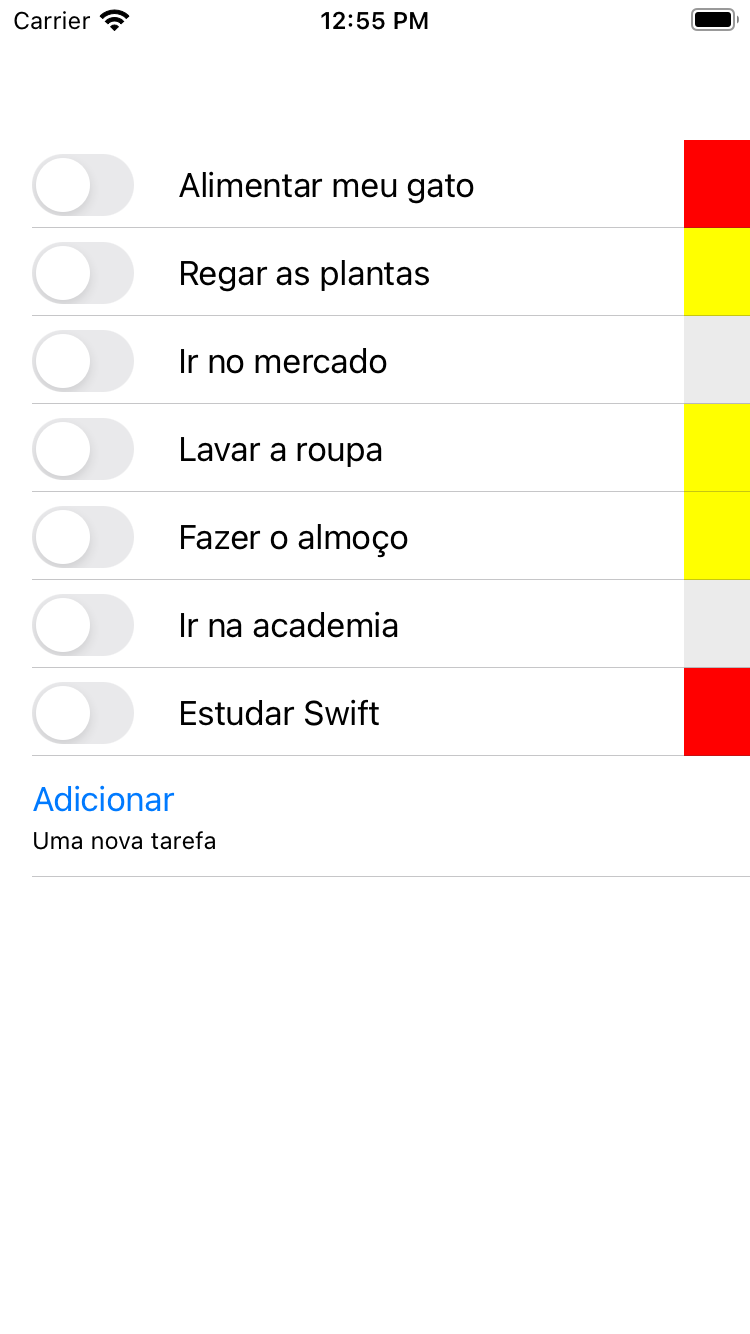 Carrier 12:55 PM
Alimentar meu gato
Regar as plantas
Ir no mercado
Lavar a roupa
Fazer o almoço
Ir na academia
Estudar Swift
Adicionar
Uma nova tarefa